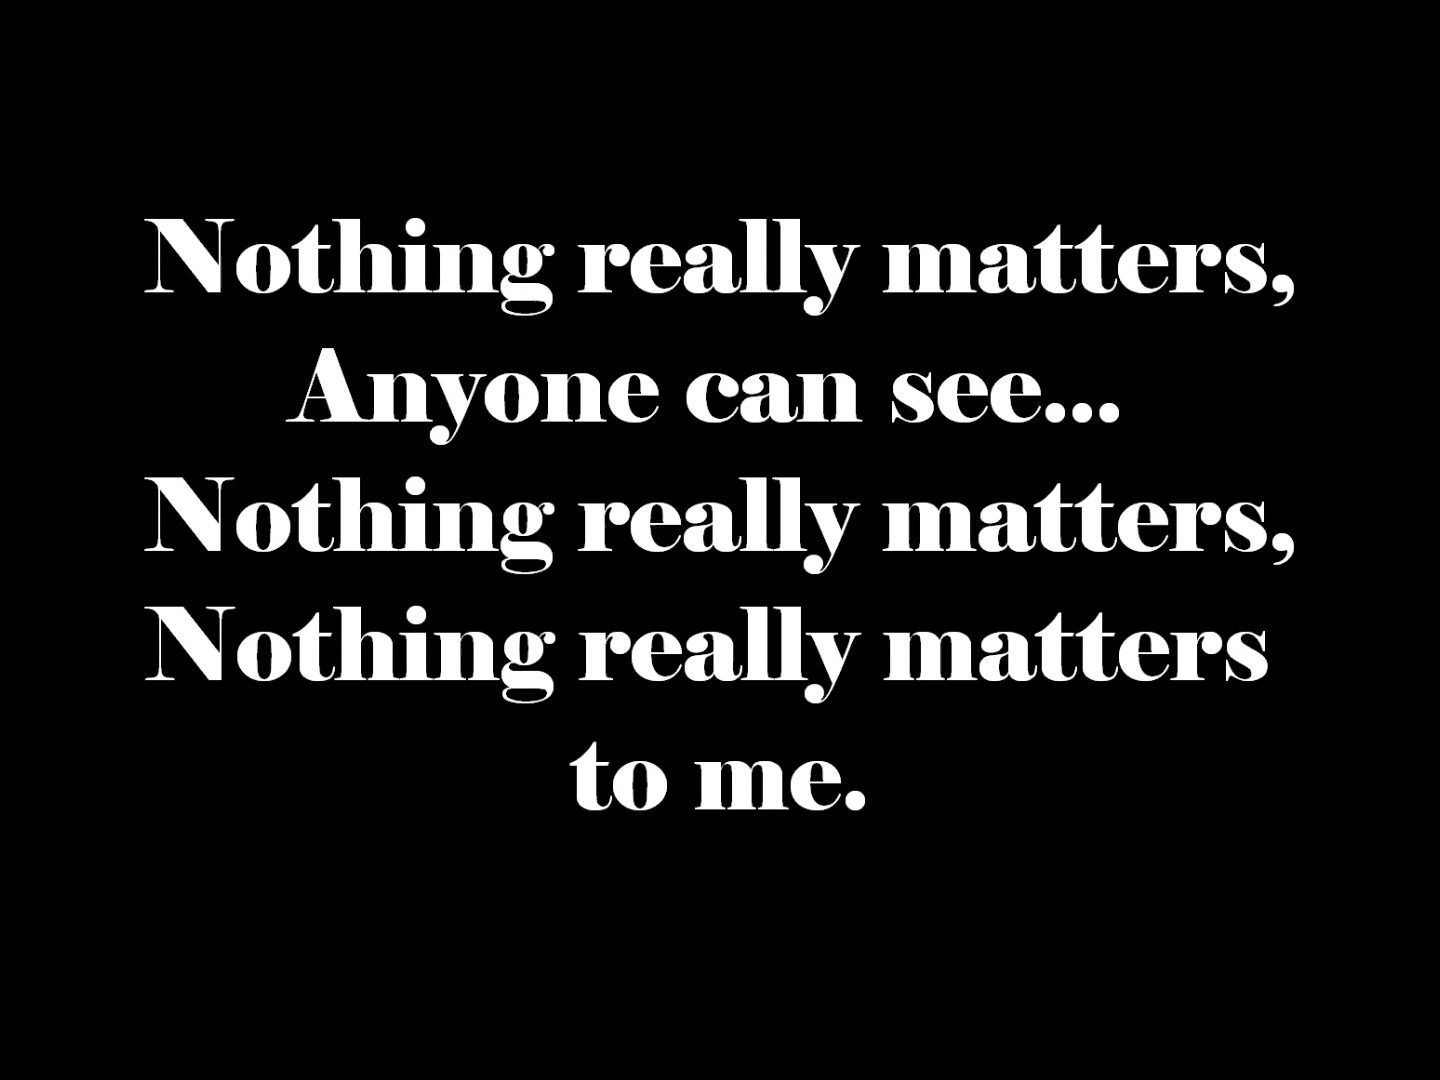 Nothing really matters,
Anyone can see...
Nothing really matters,
Nothing really matters
to me.